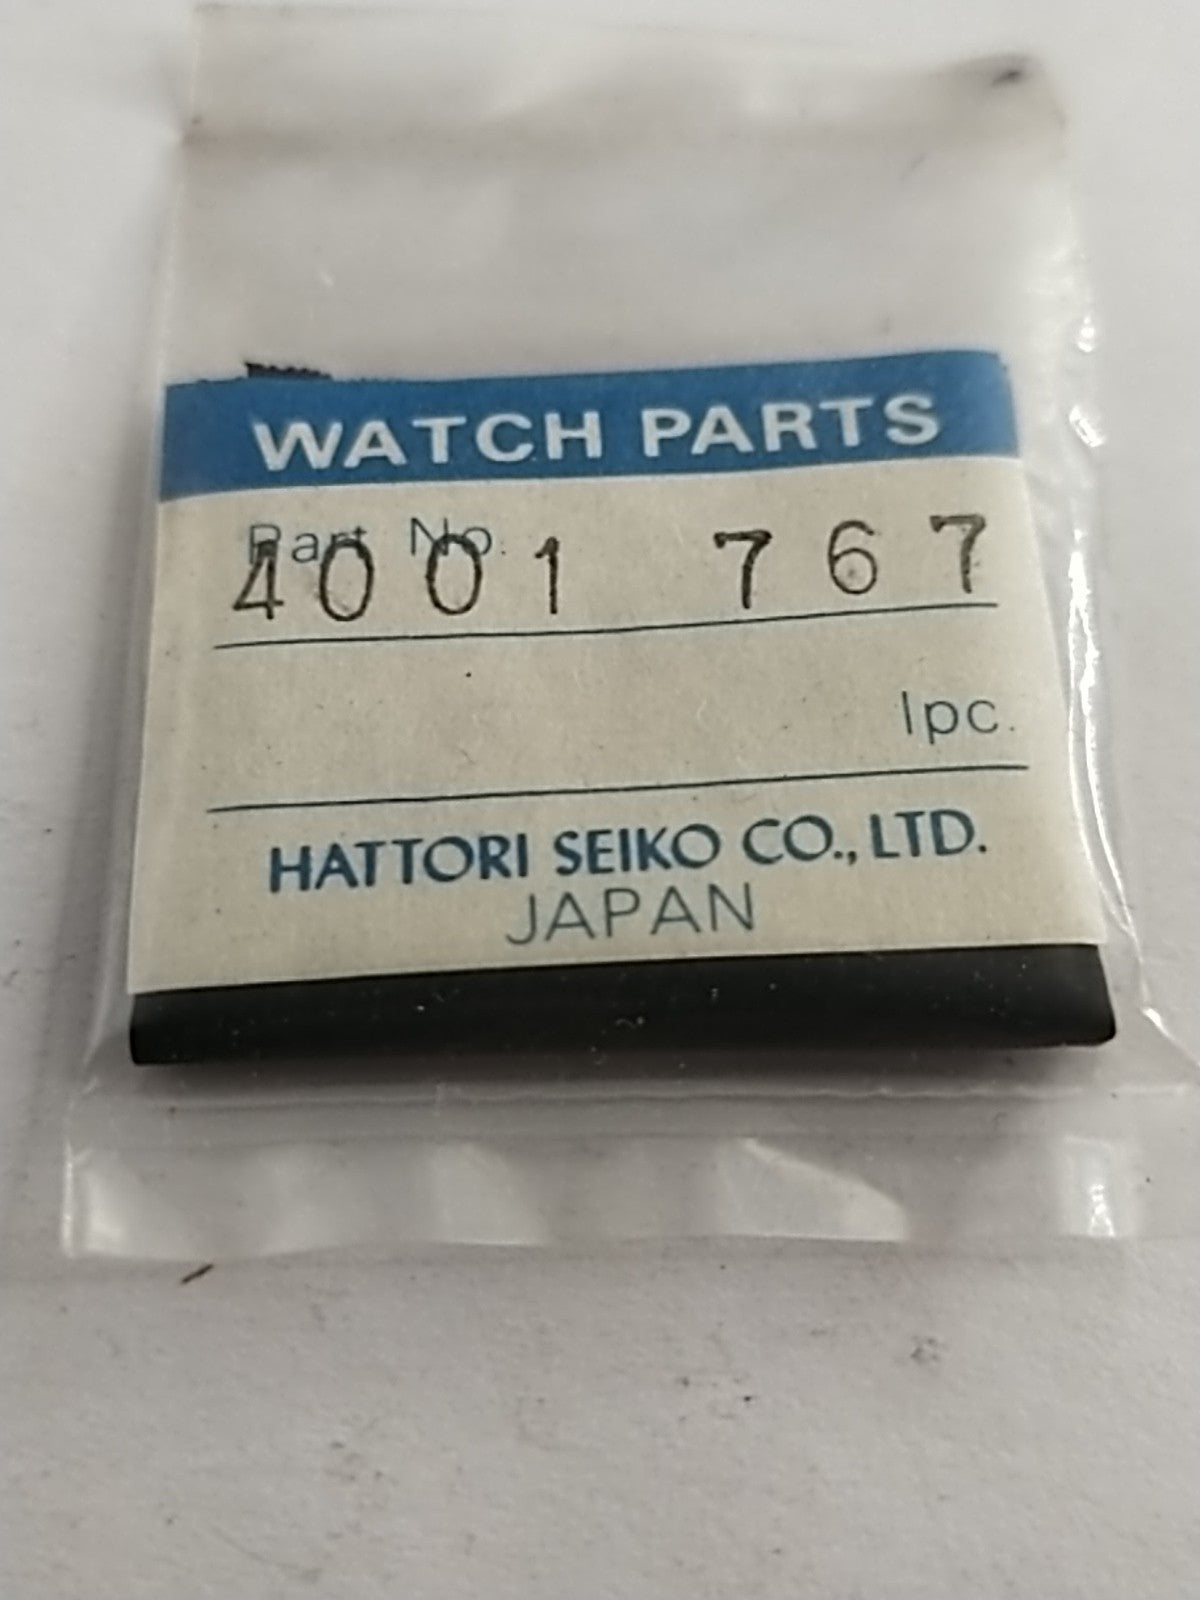 WATCH PARTS
Part No.
4001 767
1pc.
HATTORI SEIKO CO., LTD.
JAPAN